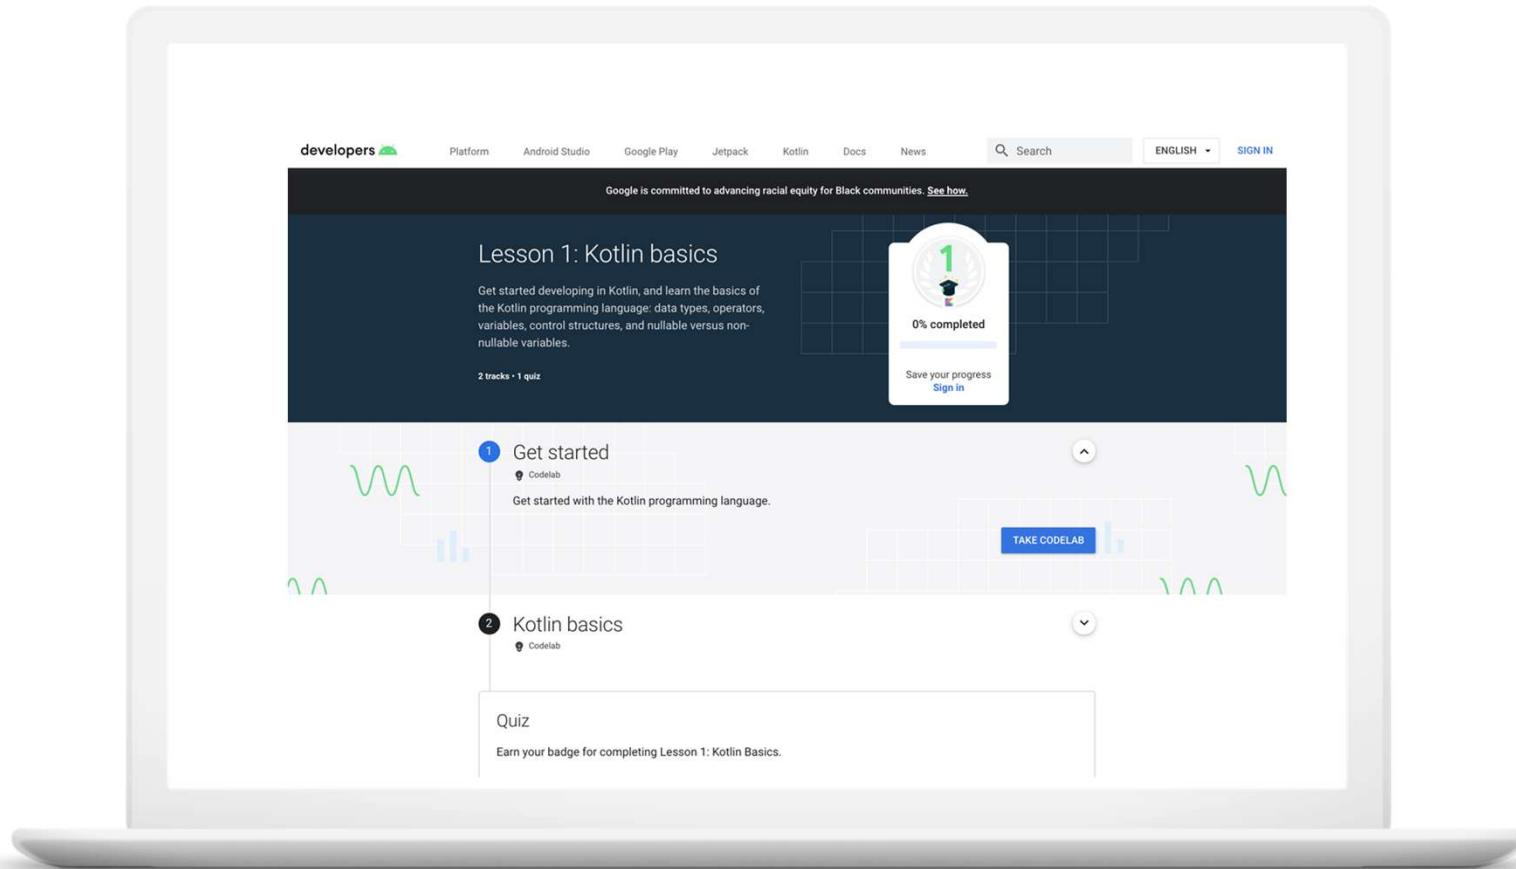 developers
Platform Android Studio Google Play Jetpack Kotlin Docs News Search ENGLISH SIGN IN
Google is committed to advancing racial equity for Black communities. See how.
Lesson 1: Kotlin basics
Get started developing in Kotlin, and learn the basics of
the Kotlin programming language: data types, operators,
variables, control structures, and nullable versus non-
nullable variables.
2 tracks • 1 quiz
1
0% completed
Save your progress
Sign in
1 Get started
Codelab
Get started with the Kotlin programming language.
TAKE CODELAB
2 Kotlin basics
Codelab
Quiz
Earn your badge for completing Lesson 1: Kotlin Basics.